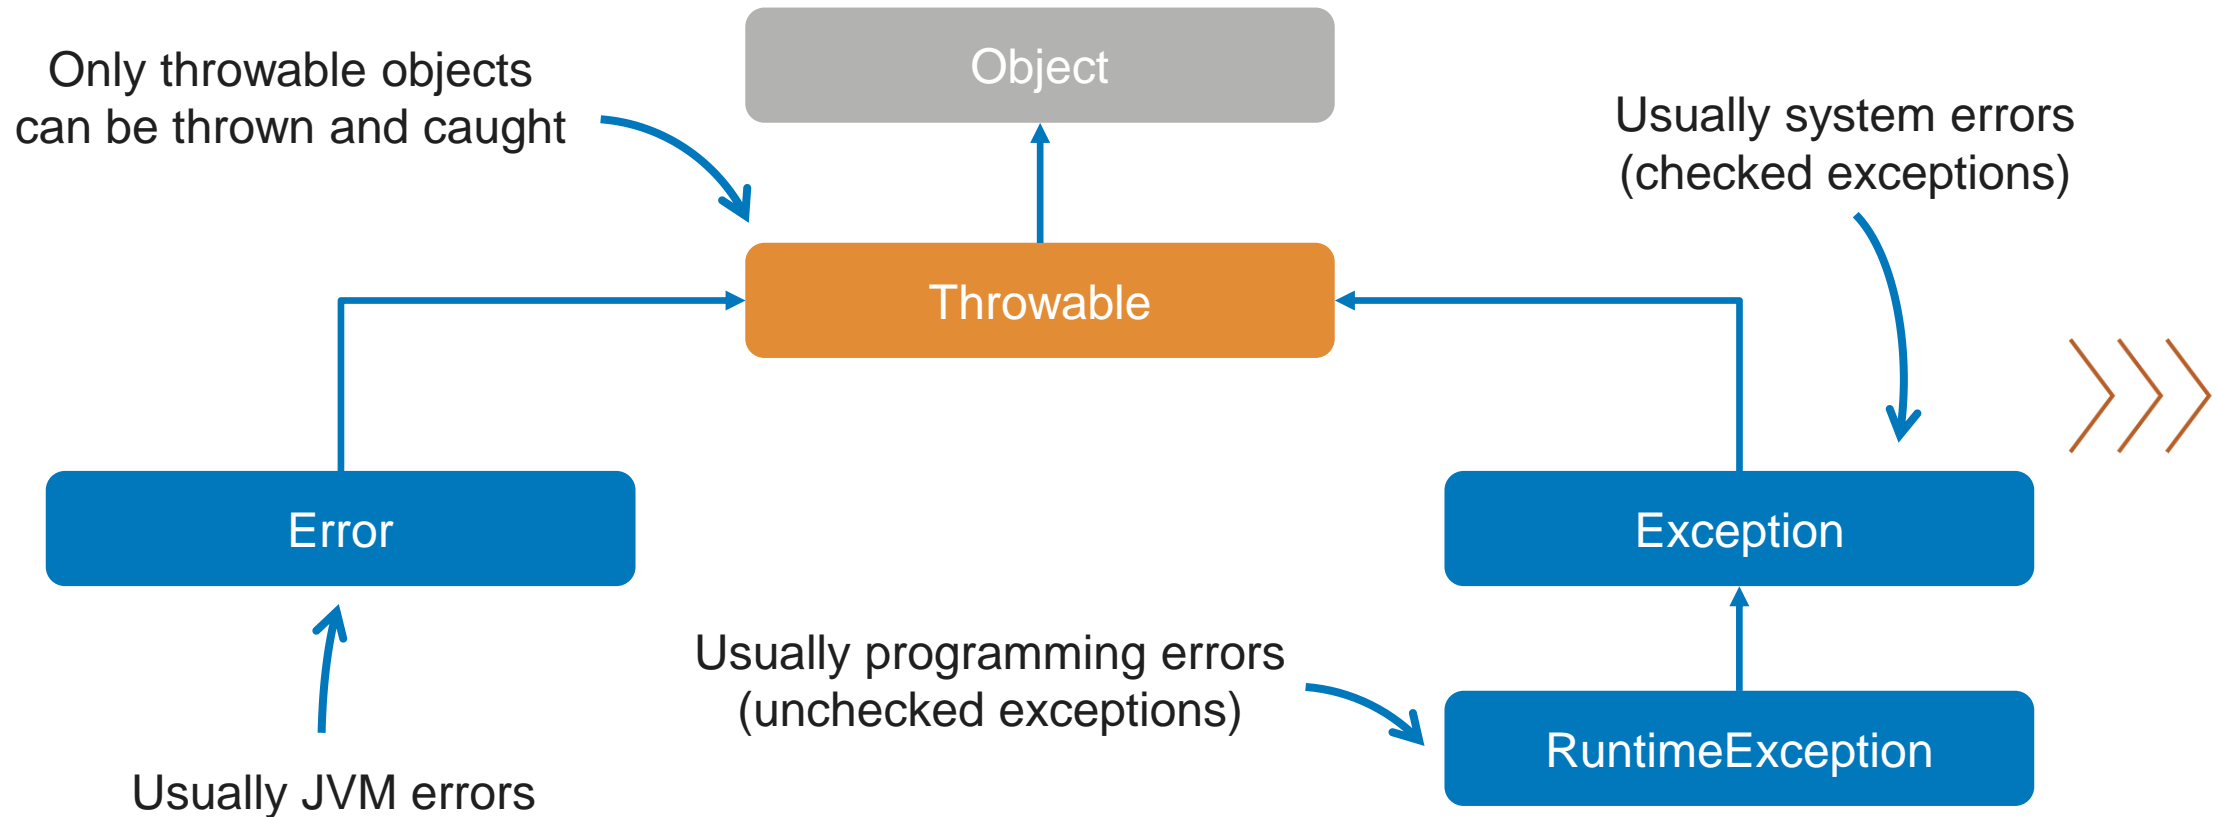 Object
Only throwable objects
can be thrown and caught
Usually system errors
(checked exceptions)
Throwable
Error
Exception
Usually programming errors
(unchecked exceptions)
RuntimeException
Usually JVM errors